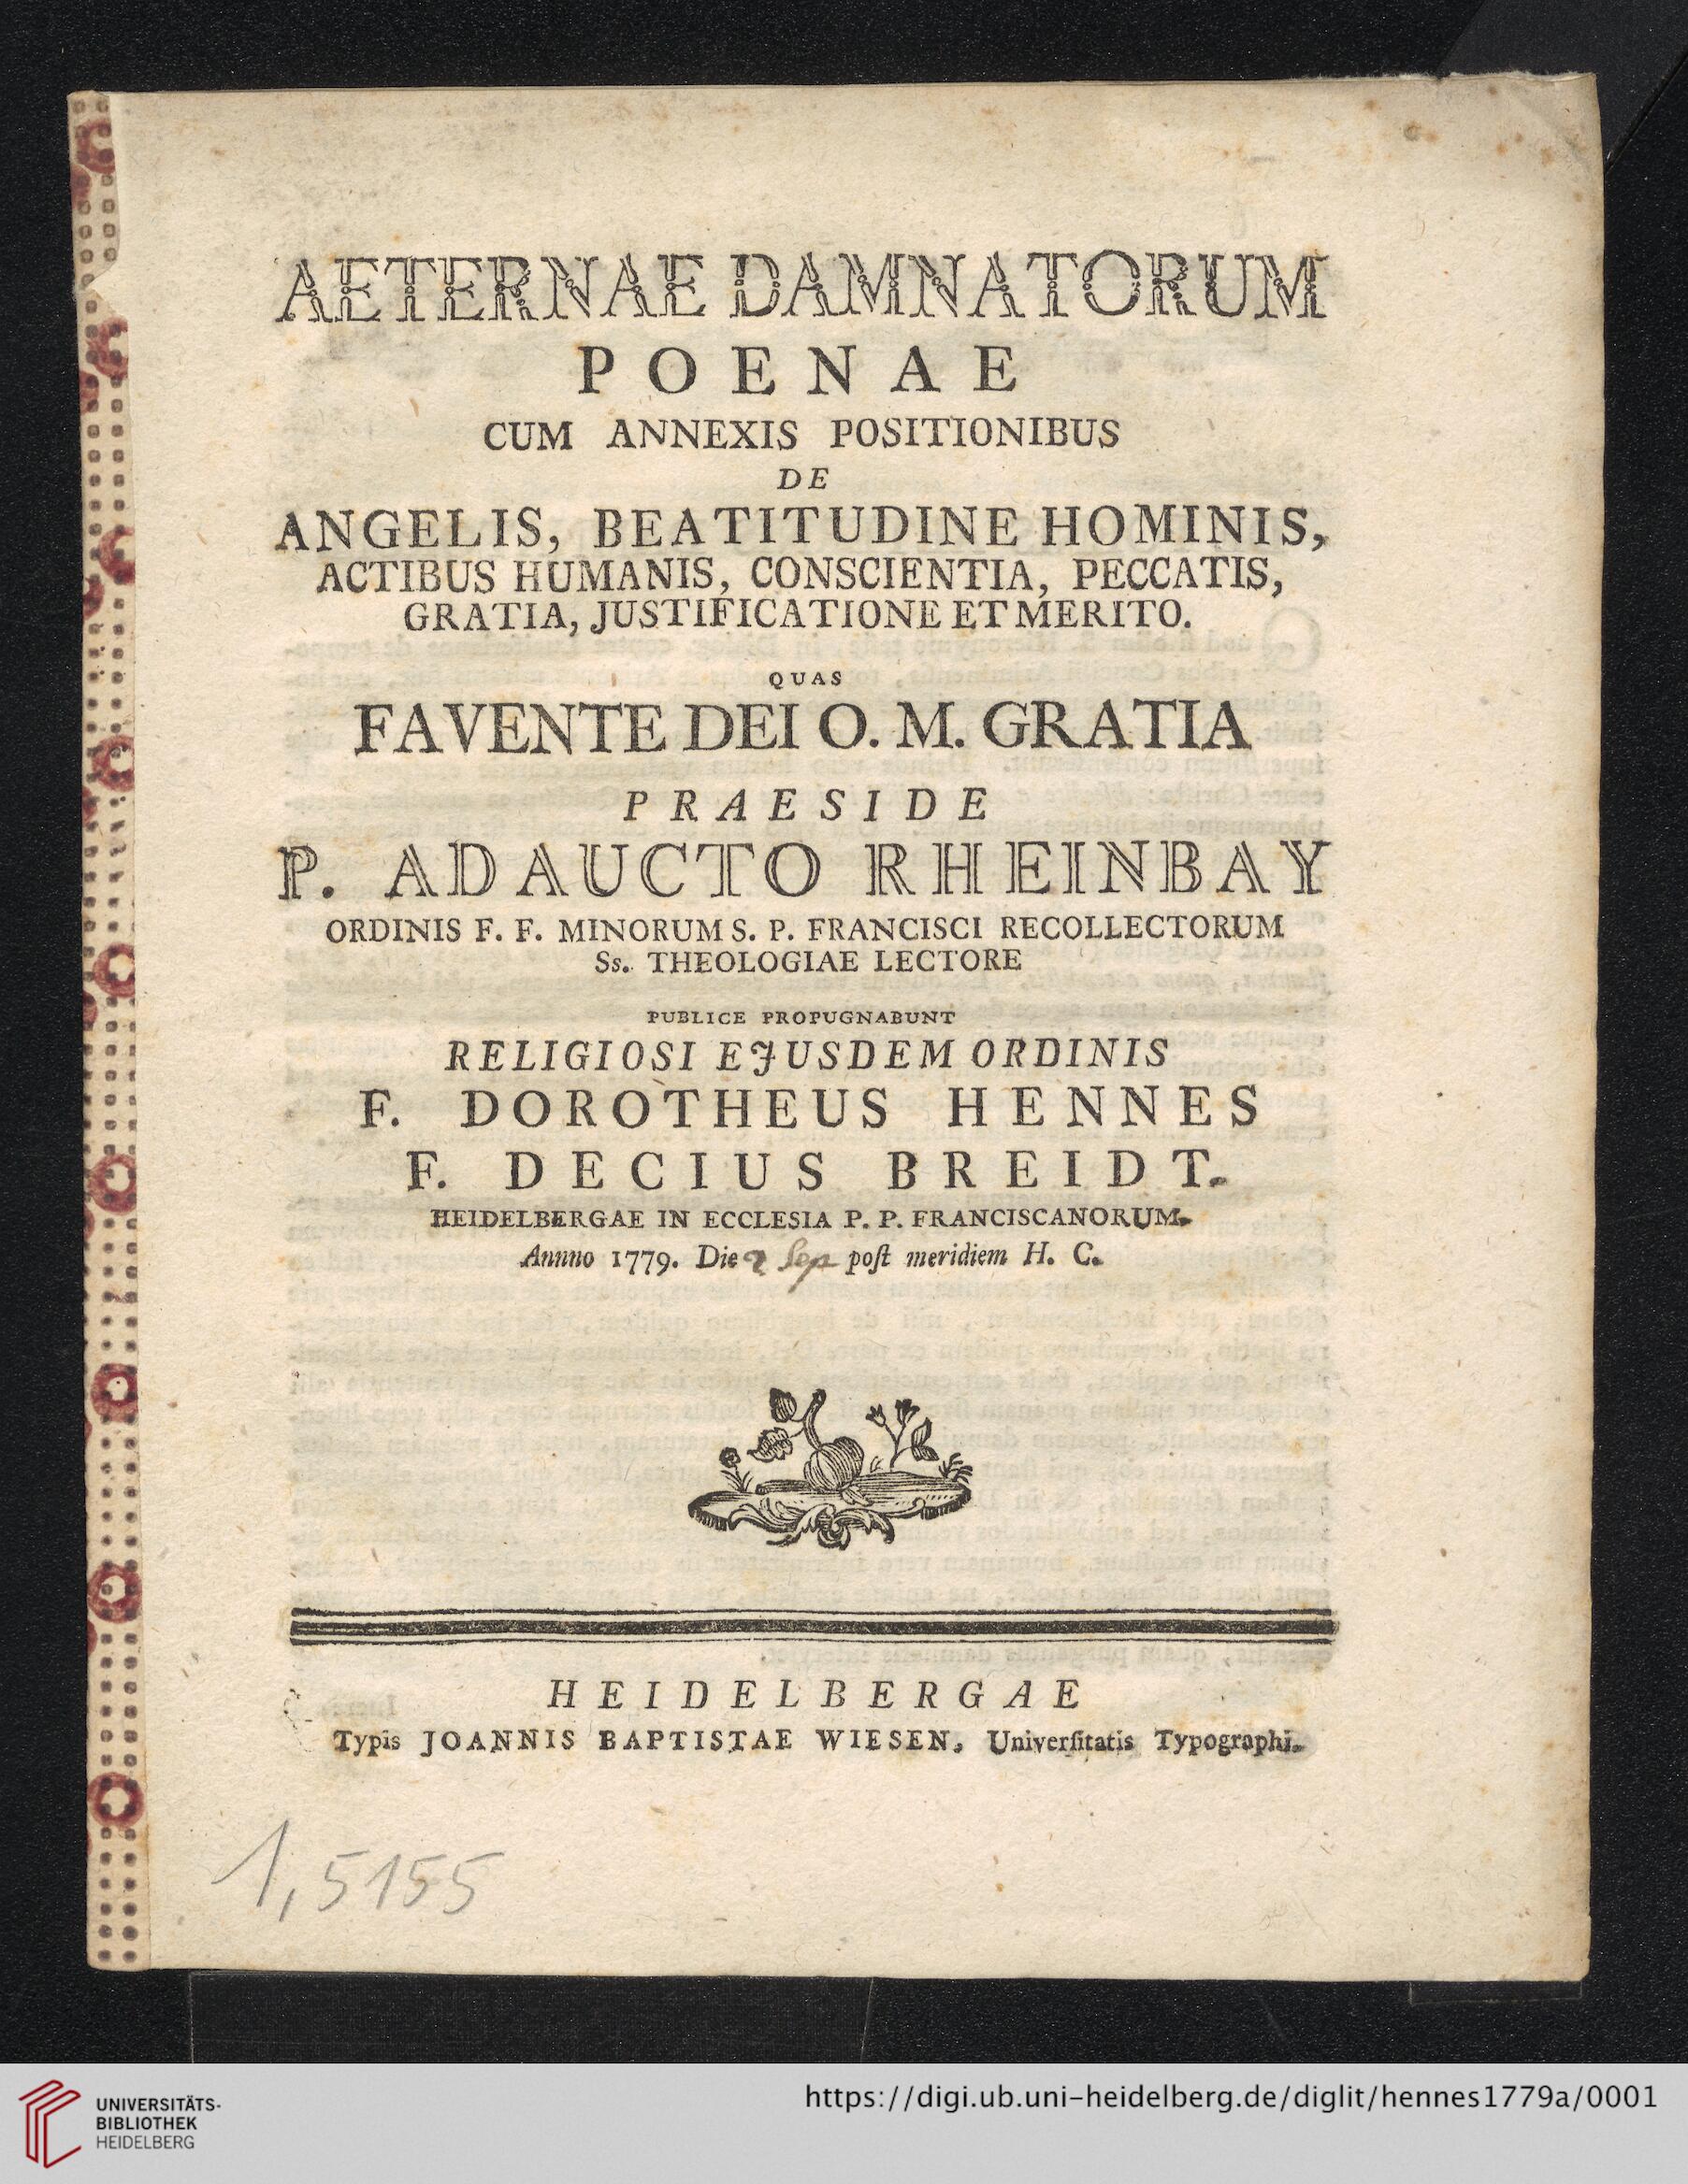 AETERNAE DAMNATORUM
POENAE
CUM ANNEXIS POSITIONIBUS
DE
ANGELIS, BEATITUDINE HOMINIS,
ACTIBUS HUMANIS, CONSCIENTIA, PECCATIS,
GRATIA, JUSTIFICATIONE ET MERITO.
QUAS
FAVENTE DEI O. M. GRATIA
PRAESIDE
P. ADAUCTO RHEINBAY
ORDINIS F. F. MINORUM S. P. FRANCISCI RECOLLECTORUM
Ss. THEOLOGIAE LECTORE
PUBLICE PROPUGNABUNT
RELIGIOSI EJUSDEM ORDINIS
F. DOROTHEUS HENNES
F. DECIUS BREIDT.
HEIDELBERGAE IN ECCLESIA P. P. FRANCISCANORUM.
Annno 1779. Die Sep poſt meridiem H. C.
HEIDELBERGAE
Typis JOANNIS BAPTISTAE WIESEN, Univerſitatis Typographi.
1,5155
UNIVERSITÄTS-
BIBLIOTHEK
HEIDELBERG
https://digi.ub.uni-heidelberg.de/diglit/hennes1779a/0001